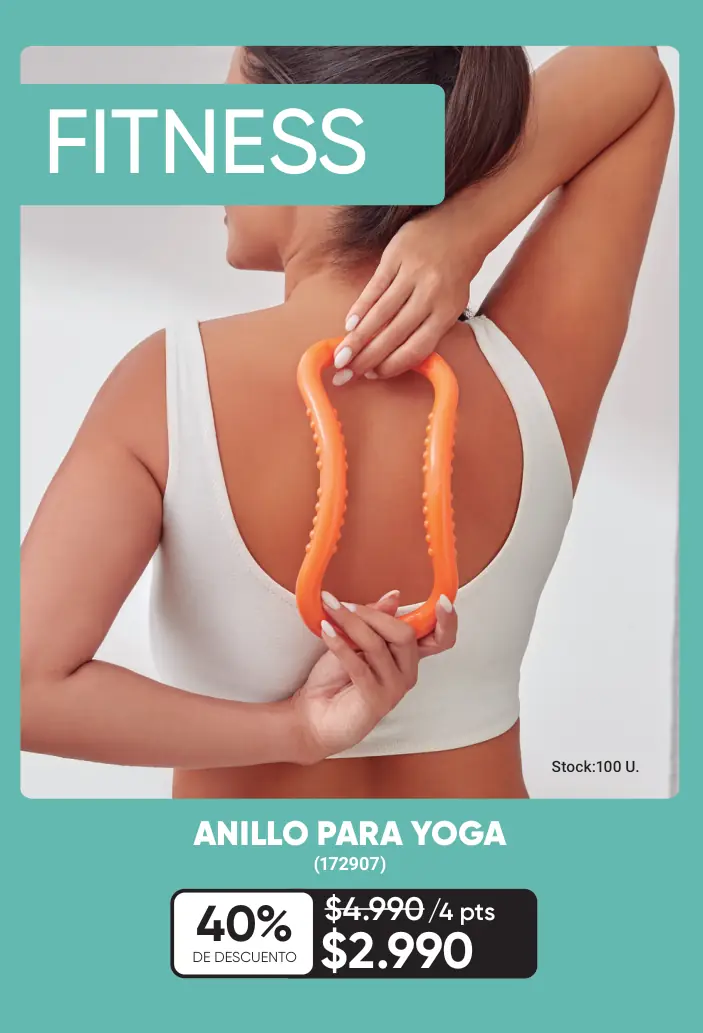 FITNESS
Stock:100 U.
ANILLO PARA YOGA
(172907)
40%
DE DESCUENTO
$4.990 /4 pts
$2.990